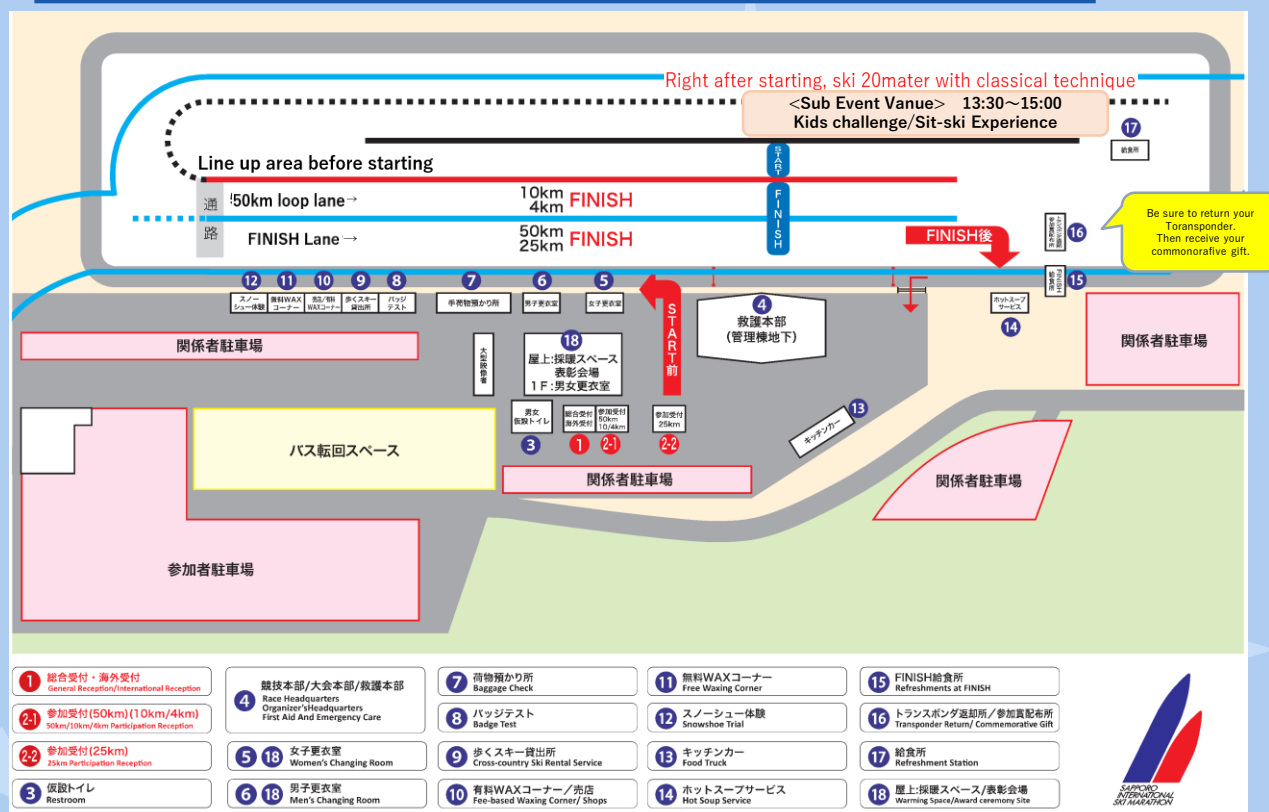 Right after starting, ski 20mater with classical technique
<Sub Event Vanue> 13:30～15:00
Kids challenge/Sit-ski Experience
17
給食所
START
Line up area before starting
通路
50km loop lane→
10km
4km
FINISH
FINISH
FINISH Lane→
50km
25km
FINISH
FINISH後
16
Be sure to return your
Toransponder.
Then receive your
commonorafive gift.
12
11
10
9
8
7
6
5
FINISH
給食所
15
スノー
シュー体験
無料WAX
コーナー
売店/有料
WAXコーナー
歩くスキー
貸出所
バッジ
テスト
手荷物預かり所
男子更衣室
女子更衣室
START前
4
救護本部
(管理棟地下)
ホットスープ
サービス
14
関係者駐車場
大型映像者
18
屋上:採暖スペース
表彰会場
1F:男女更衣室
関係者駐車場
男女
仮設トイレ
3
総合受付
海外受付
1
参加受付
50km
10/4km
2-1
参加受付
25km
2-2
キッチンカー
13
バス転回スペース
関係者駐車場
関係者駐車場
参加者駐車場
1
総合受付・海外受付
General Reception/International Reception
2-1
参加受付(50km)(10km/4km)
50km/10km/4km Participation Reception
2-2
参加受付(25km)
25km Participation Reception
3
仮設トイレ
Restroom
4
競技本部/大会本部/救護本部
Race Headquarters
Organizer'sHeadquarters
First Aid And Emergency Care
5 18
女子更衣室
Women's Changing Room
6 18
男子更衣室
Men's Changing Room
7
荷物預かり所
Baggage Check
8
バッジテスト
Badge Test
9
歩くスキー貸出所
Cross-country Ski Rental Service
10
有料WAXコーナー/売店
Fee-based Waxing Corner/ Shops
11
無料WAXコーナー
Free Waxing Corner
12
スノーシュー体験
Snowshoe Trial
13
キッチンカー
Food Truck
14
ホットスープサービス
Hot Soup Service
15
FINISH給食所
Refreshments at FINISH
16
トランスポンダ返却所／参加賞配布所
Transponder Return/ Commemorative Gift
17
給食所
Refreshment Station
18
屋上:採暖スペース/表彰会場
Warming Space/Award ceremony Site
SAPPORO
INTERNATIONAL
SKI MARATHON